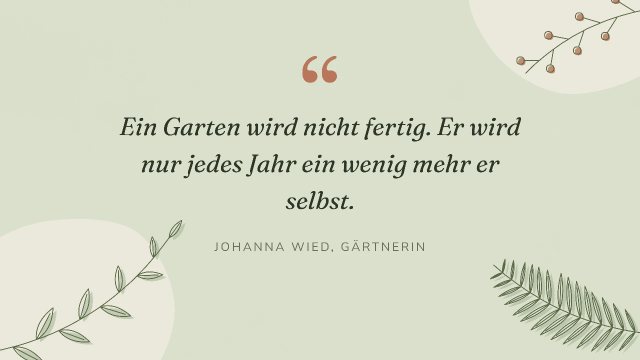 “
Ein Garten wird nicht fertig. Er wird
nur jedes Jahr ein wenig mehr er
selbst.
JOHANNA WIED, GÄRTNERIN